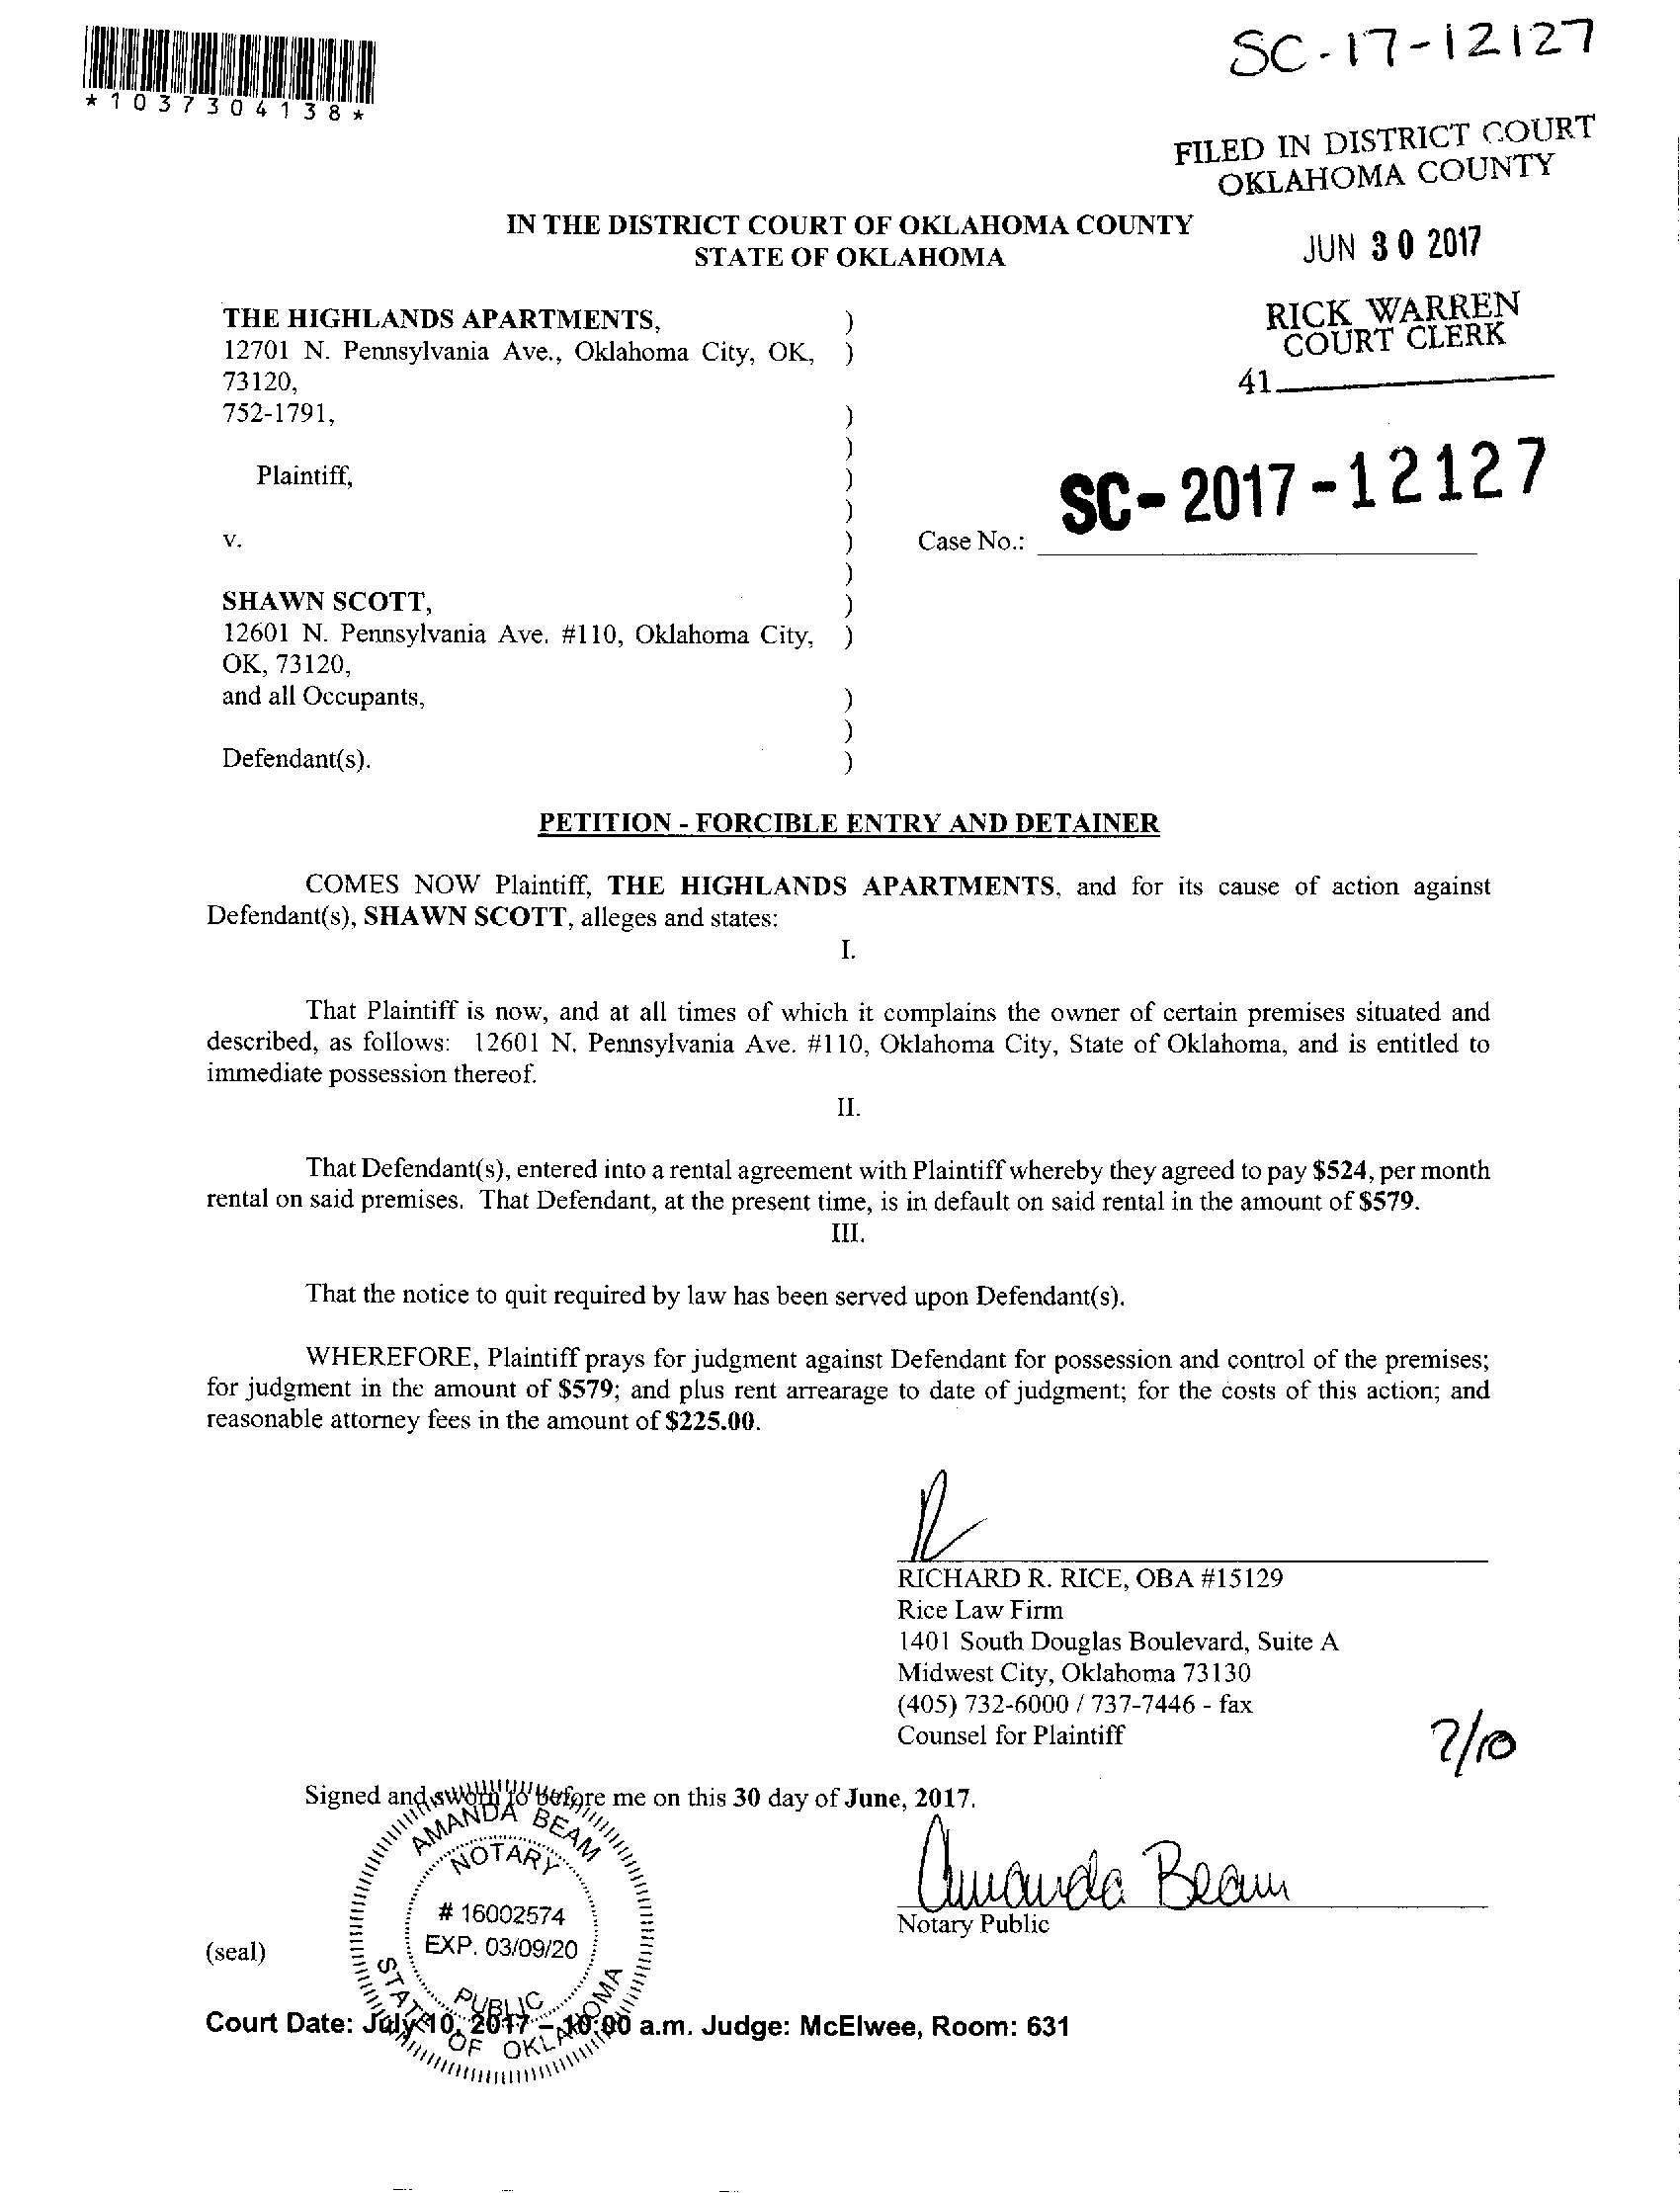 *1037304138*
SC-17-12127
FILED IN DISTRICT COURT
OKLAHOMA COUNTY
JUN 30 2017
RICK WARREN
COURT CLERK
41
IN THE DISTRICT COURT OF OKLAHOMA COUNTY
STATE OF OKLAHOMA
THE HIGHLANDS APARTMENTS, )
12701 N. Pennsylvania Ave., Oklahoma City, OK, )
73120,
752-1791, )
)
Plaintiff, )
)
v. ) Case No.: SC-2017-12127
)
SHAWN SCOTT, )
12601 N. Pennsylvania Ave. #110, Oklahoma City, )
OK, 73120,
and all Occupants, )
)
Defendant(s). )
PETITION - FORCIBLE ENTRY AND DETAINER
COMES NOW Plaintiff, THE HIGHLANDS APARTMENTS, and for its cause of action against
Defendant(s), SHAWN SCOTT, alleges and states:
I.
That Plaintiff is now, and at all times of which it complains the owner of certain premises situated and
described, as follows: 12601 N. Pennsylvania Ave. #110, Oklahoma City, State of Oklahoma, and is entitled to
immediate possession thereof.
II.
That Defendant(s), entered into a rental agreement with Plaintiff whereby they agreed to pay $524, per month
rental on said premises. That Defendant, at the present time, is in default on said rental in the amount of $579.
III.
That the notice to quit required by law has been served upon Defendant(s).
WHEREFORE, Plaintiff prays for judgment against Defendant for possession and control of the premises;
for judgment in the amount of $579; and plus rent arrearage to date of judgment; for the costs of this action; and
reasonable attorney fees in the amount of $225.00.
RICHARD R. RICE, OBA #15129
Rice Law Firm
1401 South Douglas Boulevard, Suite A
Midwest City, Oklahoma 73130
(405) 732-6000 / 737-7446 - fax
Counsel for Plaintiff
7/10
Signed and sworn to before me on this 30 day of June, 2017.
Amanda Beam
Notary Public
AMANDA BEAM
NOTARY
# 16002574
EXP. 03/09/20
PUBLIC
STATE OF OKLAHOMA
(seal)
Court Date: July 10, 2017 – 10:00 a.m. Judge: McElwee, Room: 631